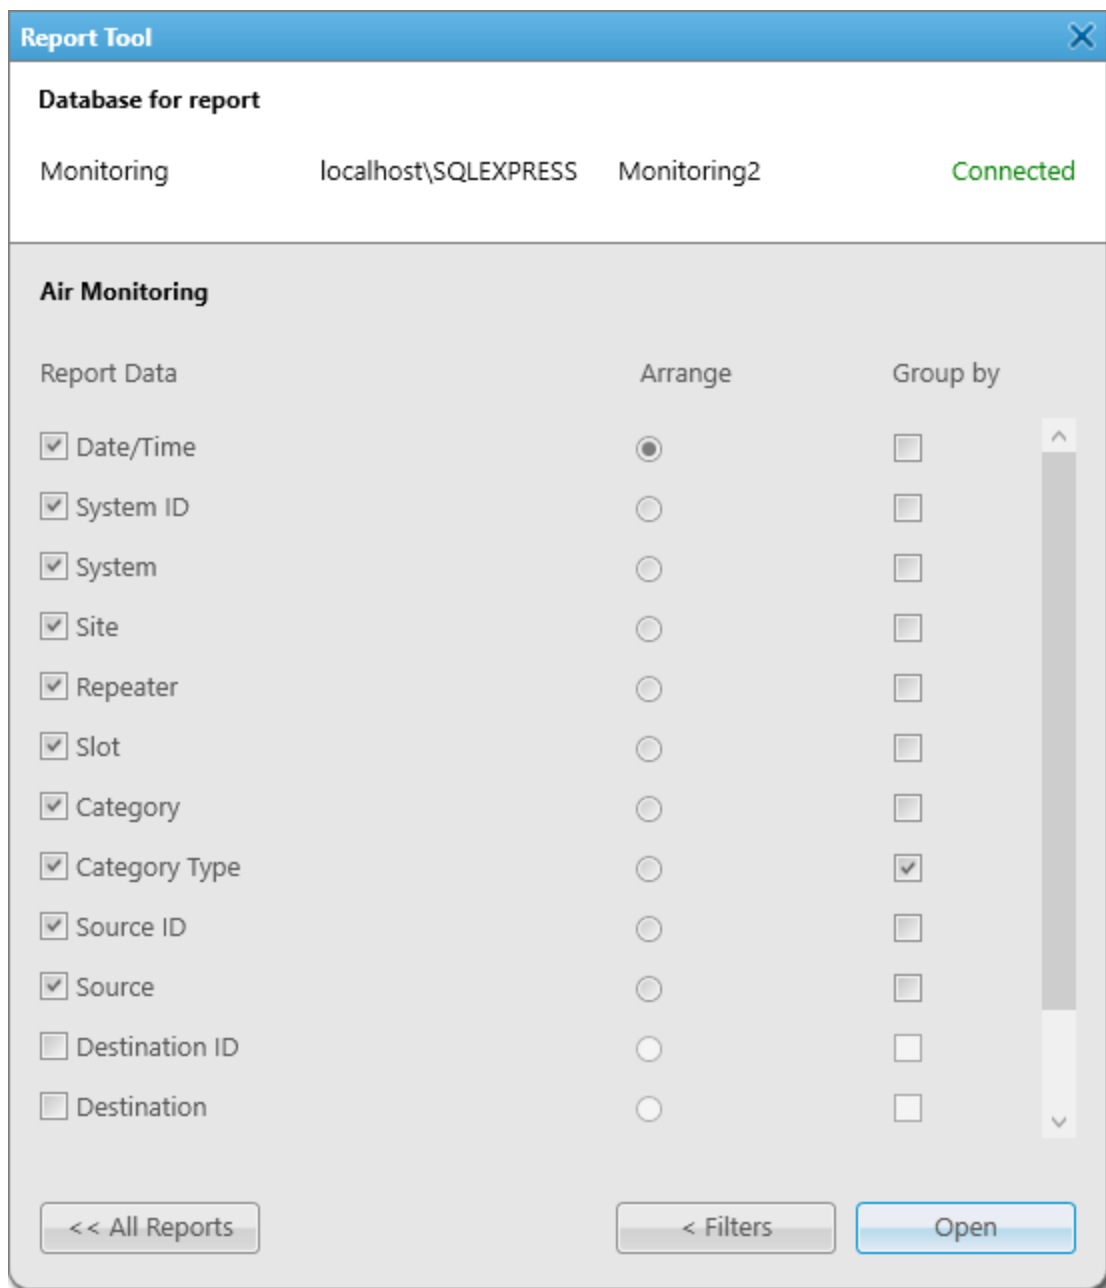 Report Tool
Database for report
Monitoring localhost\SQLEXPRESS Monitoring2 Connected
Air Monitoring
Report Data Arrange Group by
Date/Time
System ID
System
Site
Repeater
Slot
Category
Category Type
Source ID
Source
Destination ID
Destination
<< All Reports < Filters Open